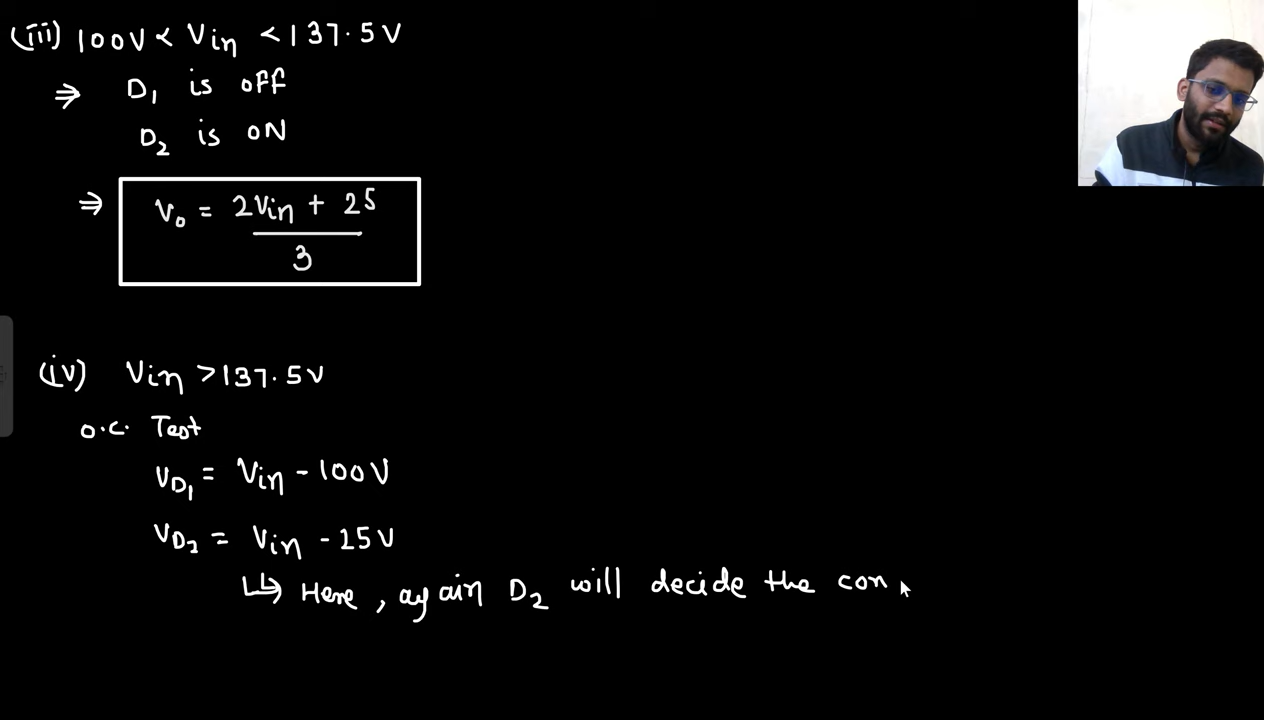 (iii) 100V < Vin < 137.5V
⇒ D1 is OFF
D2 is ON
⇒ Vo = 2Vin + 25
3
(iv) Vin > 137.5V
O.C. Test
VD1 = Vin - 100V
VD2 = Vin - 25V
↳ Here, again D2 will decide the con